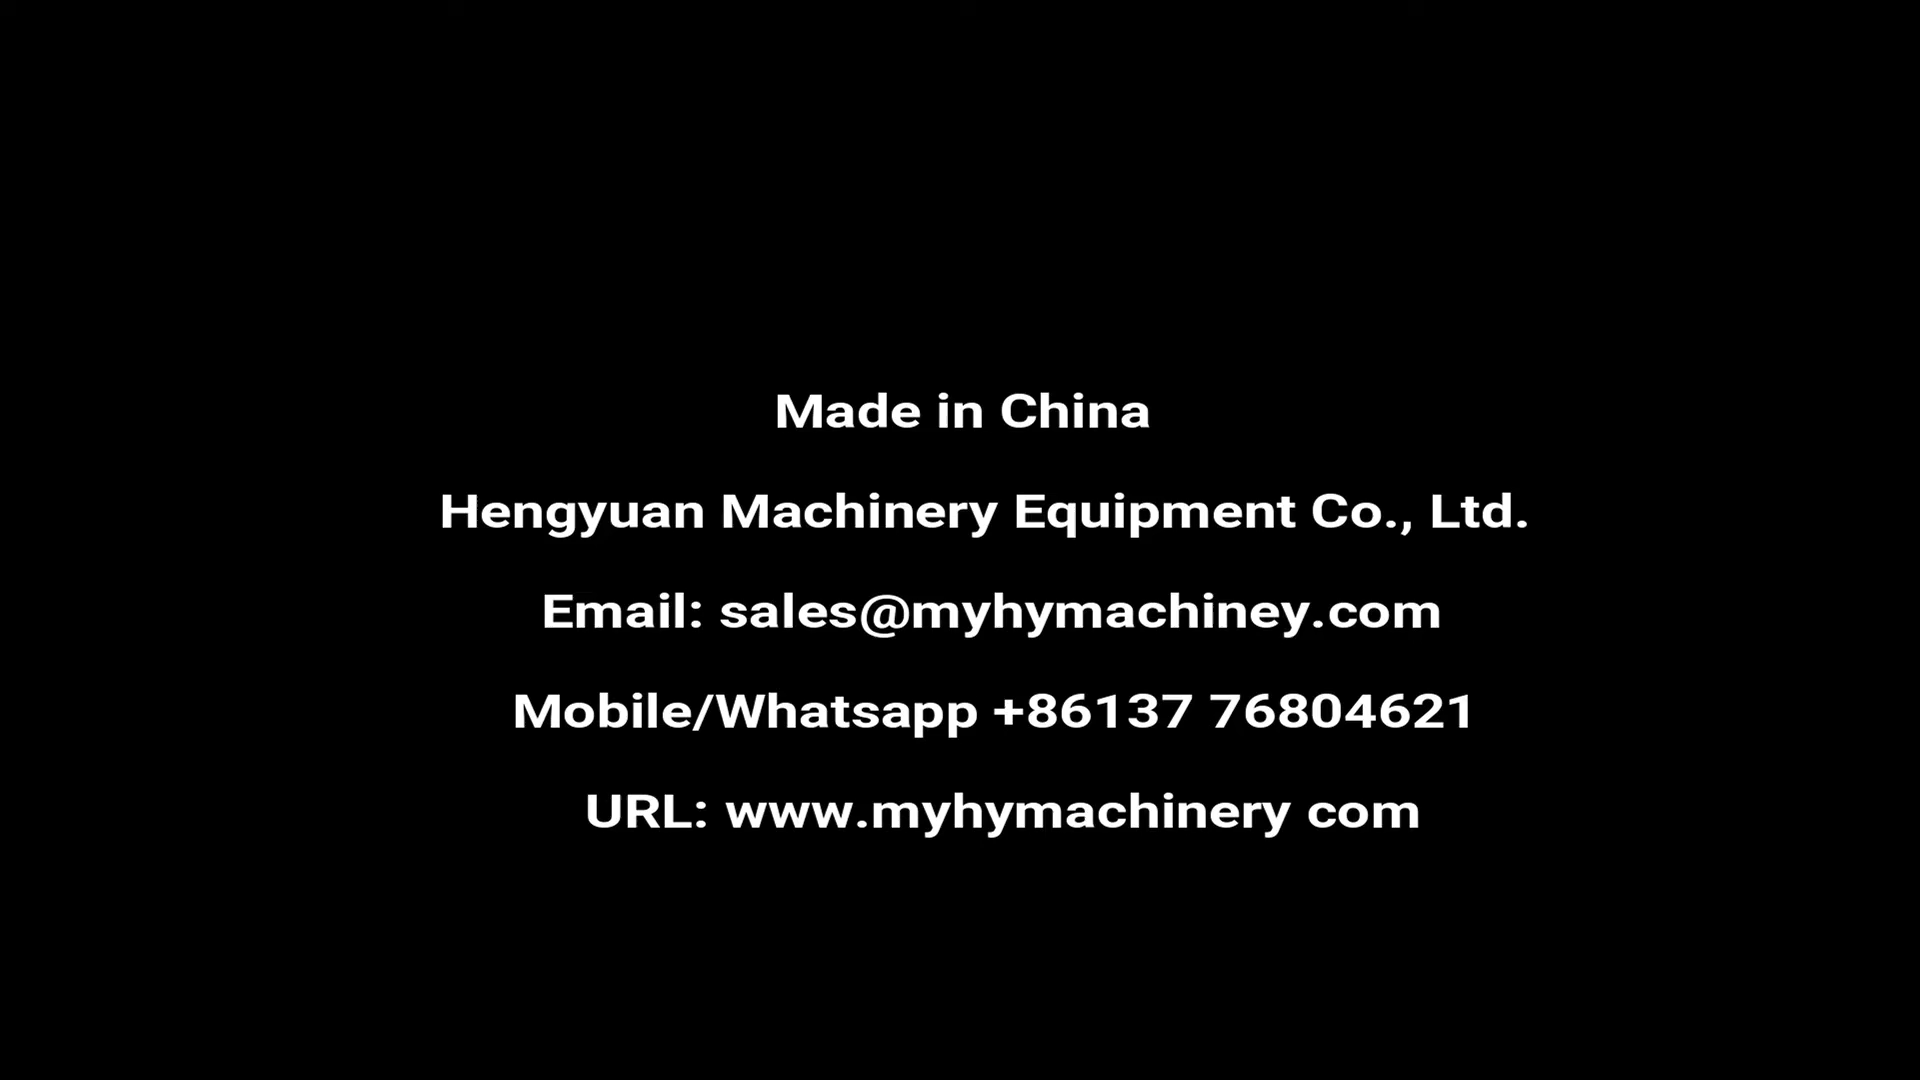 Made in China
Hengyuan Machinery Equipment Co., Ltd.
Email: sales@myhymachiney.com
Mobile/Whatsapp +86137 76804621
URL: www.myhymachinery com